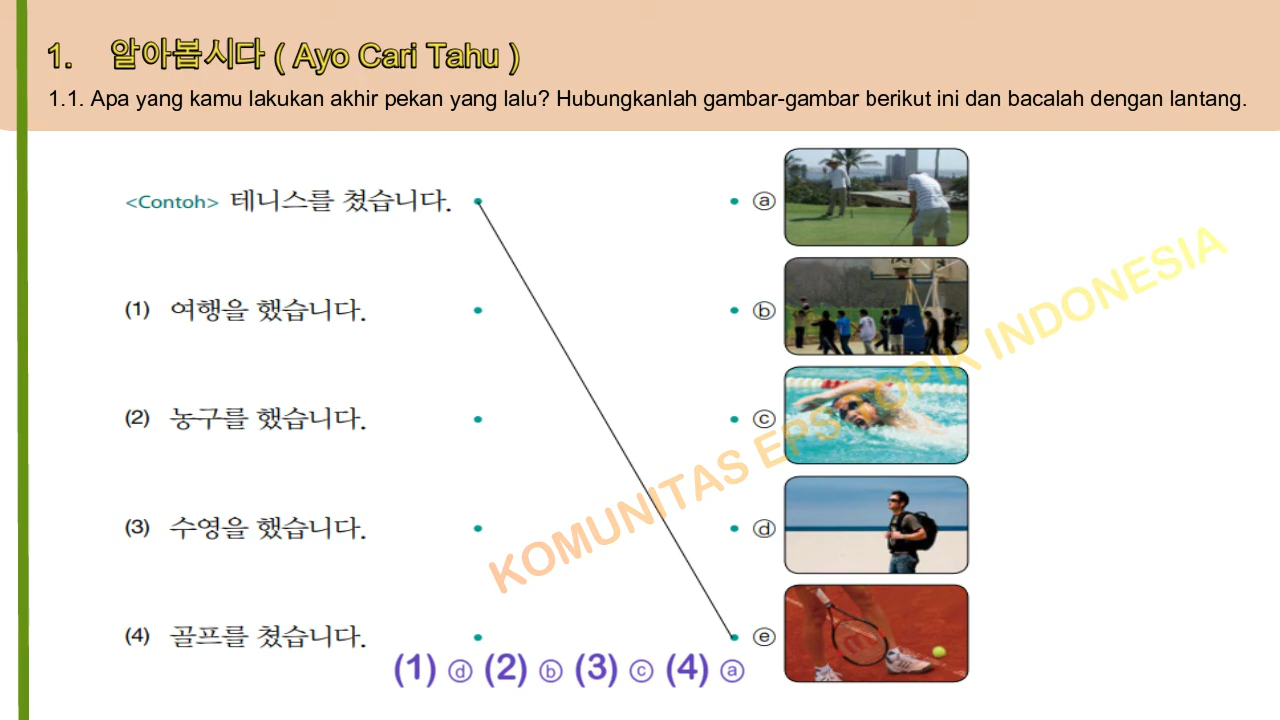 1. 알아봅시다 ( Ayo Cari Tahu )
1.1. Apa yang kamu lakukan akhir pekan yang lalu? Hubungkanlah gambar-gambar berikut ini dan bacalah dengan lantang.
<Contoh> 테니스를 쳤습니다. ⓐ
(1) 여행을 했습니다. ⓑ
(2) 농구를 했습니다. ⓒ
(3) 수영을 했습니다. ⓓ
(4) 골프를 쳤습니다. ⓔ
(1) ⓓ (2) ⓑ (3) ⓒ (4) ⓐ
KOMUNITAS EPS TOPIK INDONESIA